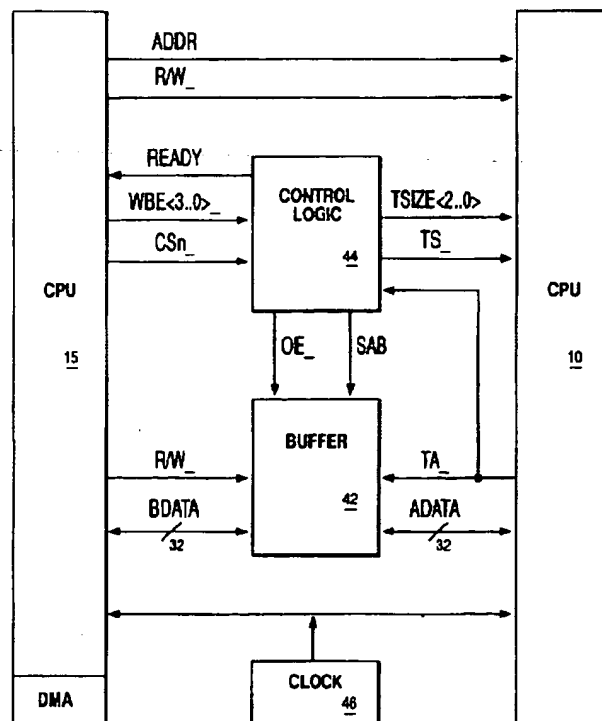 ADDR
R/W_
READY
WBE<3..0>_
CSn_
CONTROL
LOGIC
44
TSIZE<2..0>
TS_
CPU
15
CPU
10
OE_
SAB
BUFFER
42
R/W_
BDATA
32
TA_
ADATA
32
CLOCK
46
DMA